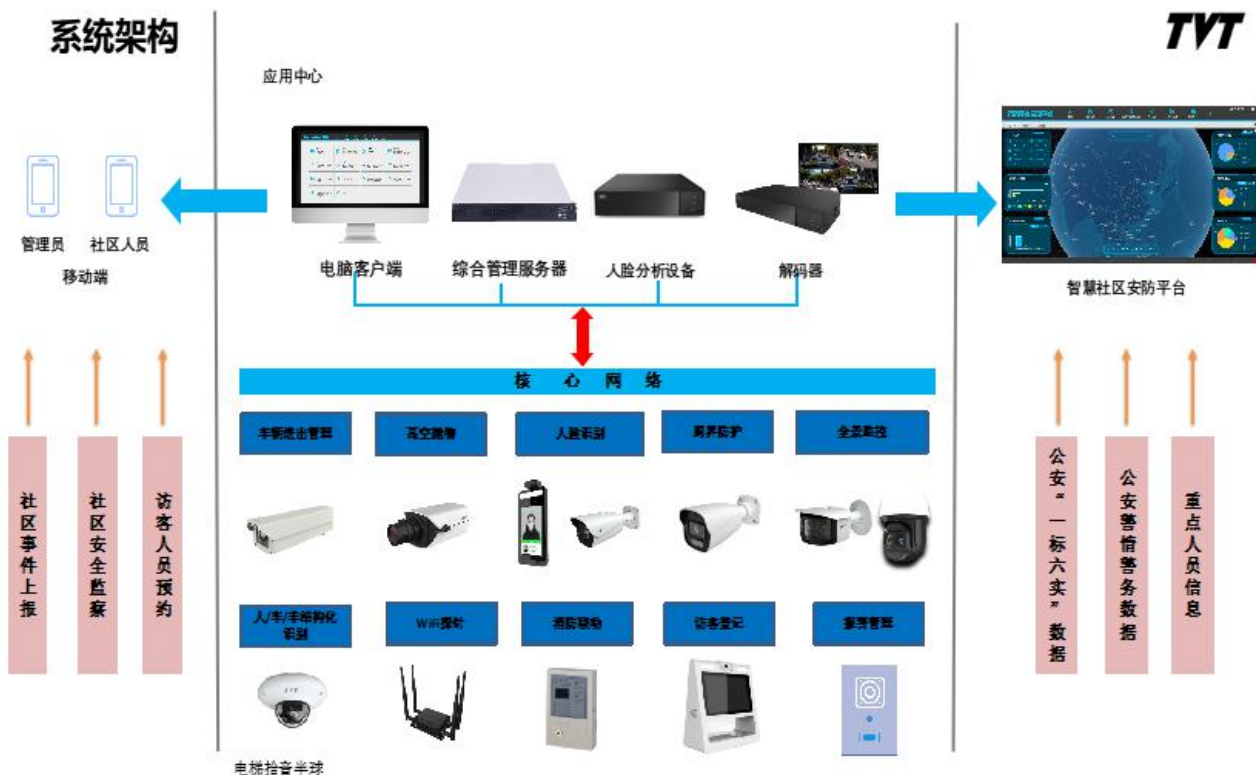 系统架构
TVT
应用中心
管理员
社区人员
移动端
电脑客户端
综合管理服务器
人脸分析设备
解码器
智慧社区安防平台
核心网络
车辆进出管理
高空抛物
人脸识别
周界防护
全景监控
人/车/非结构化
识别
WiFi探针
消防联动
访客登记
报警管理
电梯拾音半球
社区事件上报
社区安全监察
访客人员预约
公安“一标六实”数据
公安警情警务数据
重点人员信息